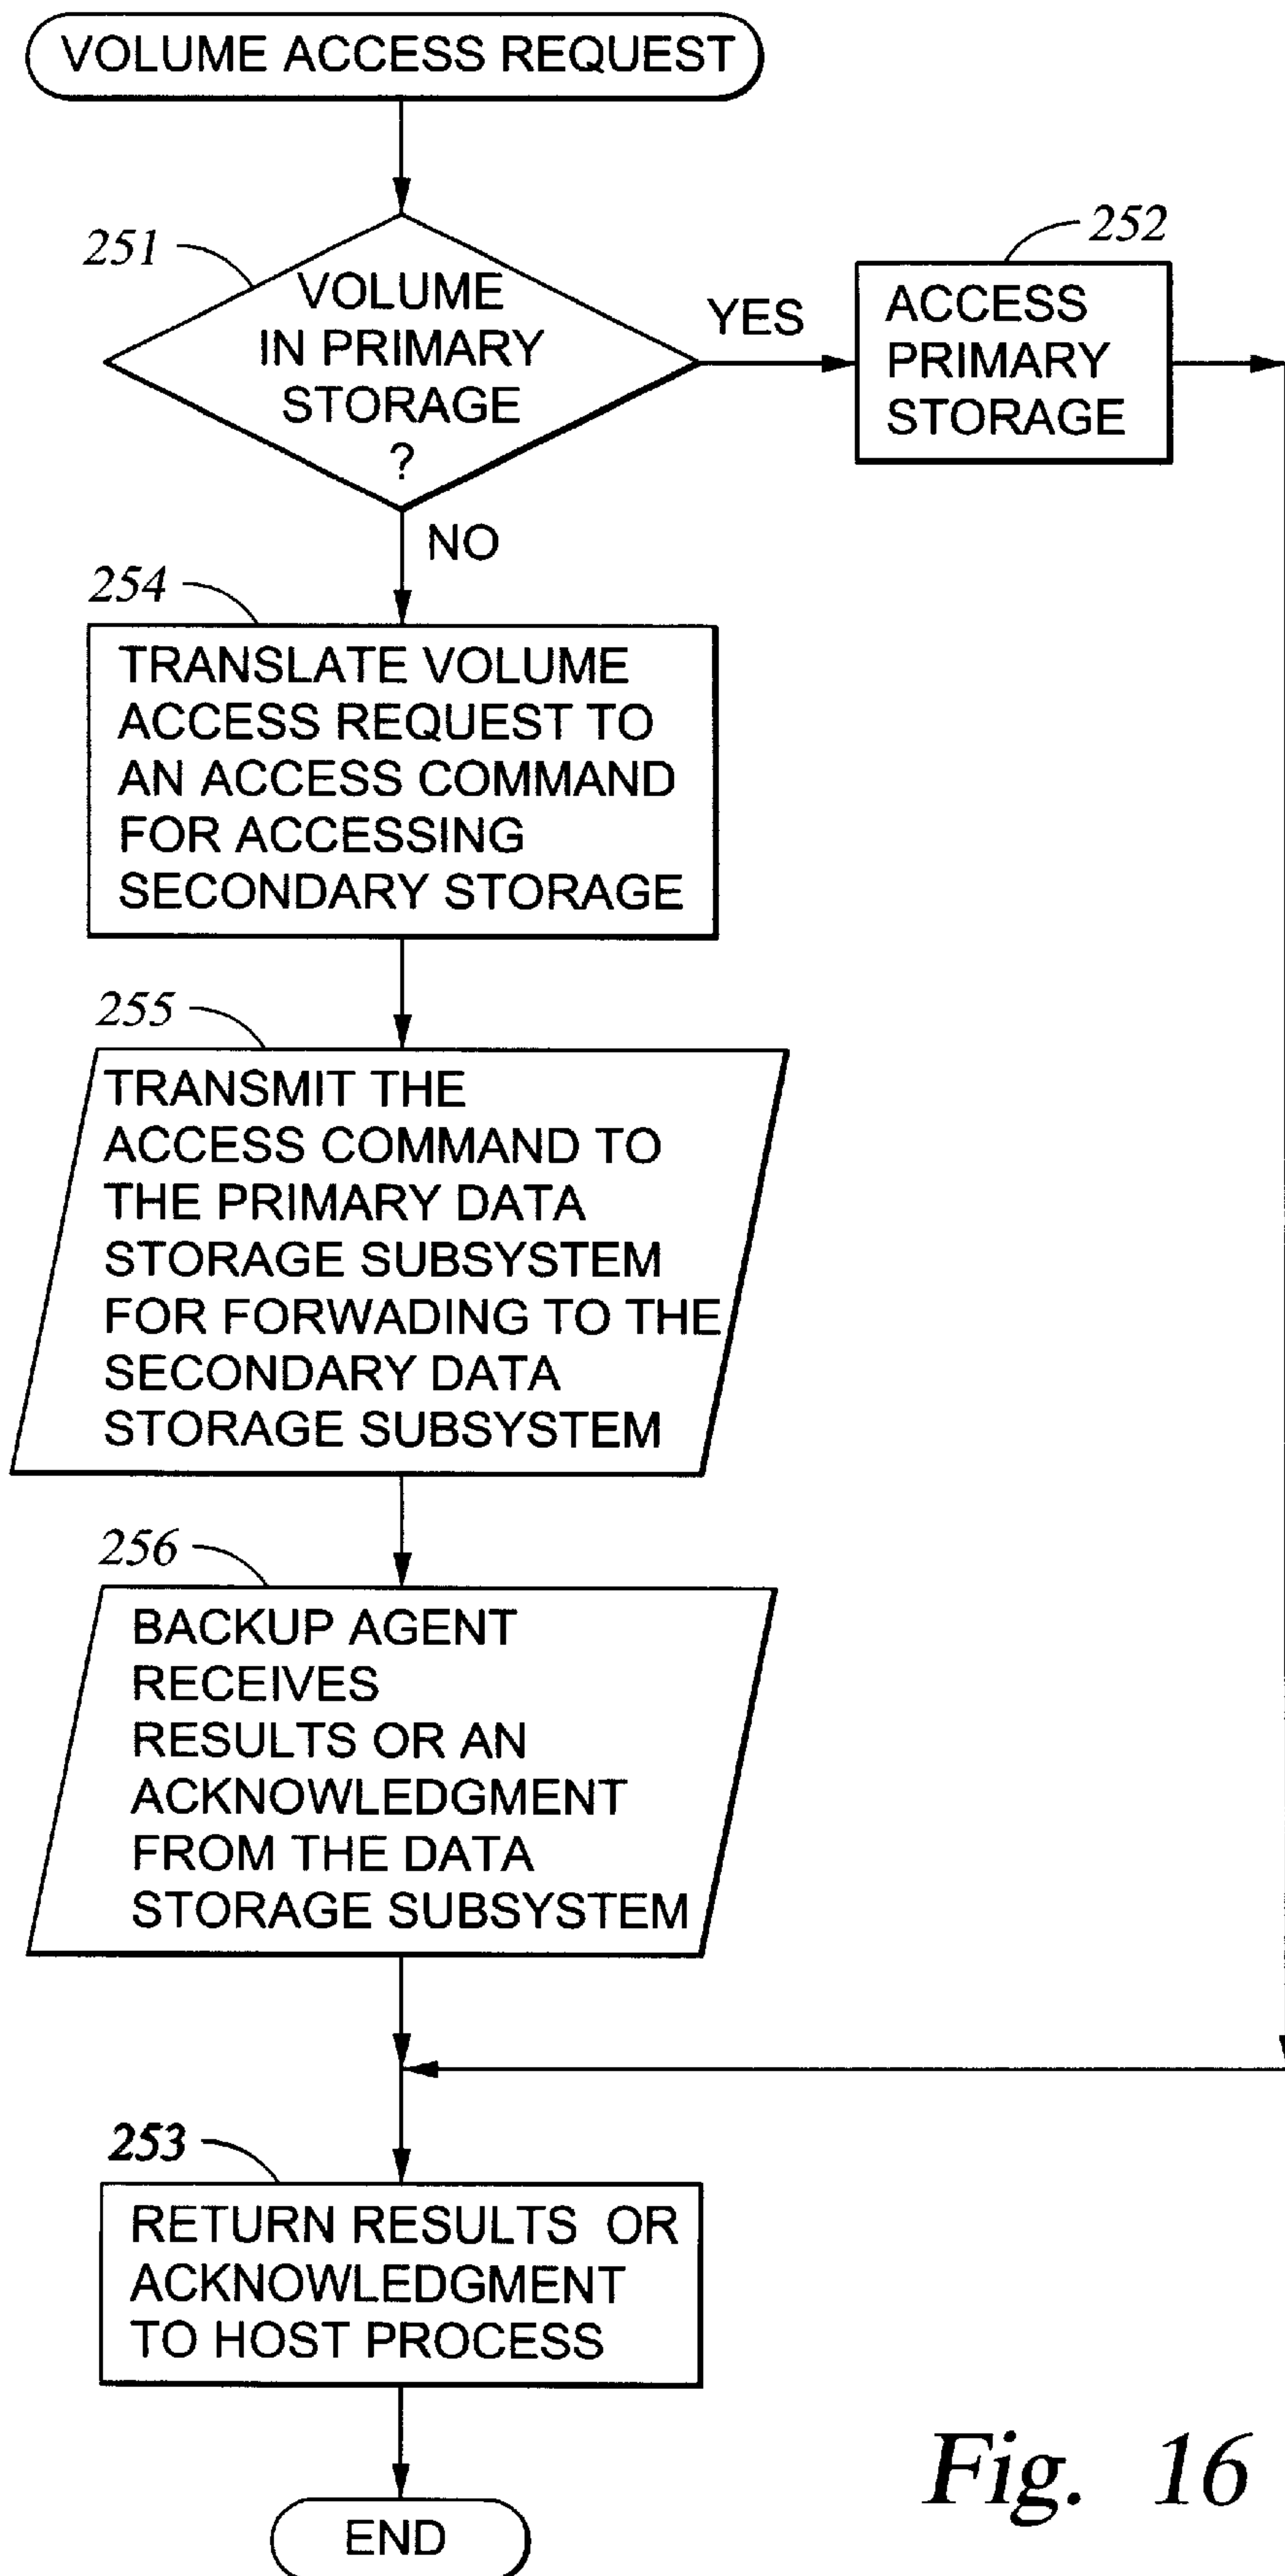 VOLUME ACCESS REQUEST
251
VOLUME
IN PRIMARY
STORAGE
?
YES
252
ACCESS
PRIMARY
STORAGE
NO
254
TRANSLATE VOLUME
ACCESS REQUEST TO
AN ACCESS COMMAND
FOR ACCESSING
SECONDARY STORAGE
255
TRANSMIT THE
ACCESS COMMAND TO
THE PRIMARY DATA
STORAGE SUBSYSTEM
FOR FORWADING TO THE
SECONDARY DATA
STORAGE SUBSYSTEM
256
BACKUP AGENT
RECEIVES
RESULTS OR AN
ACKNOWLEDGMENT
FROM THE DATA
STORAGE SUBSYSTEM
253
RETURN RESULTS OR
ACKNOWLEDGMENT
TO HOST PROCESS
END
Fig. 16